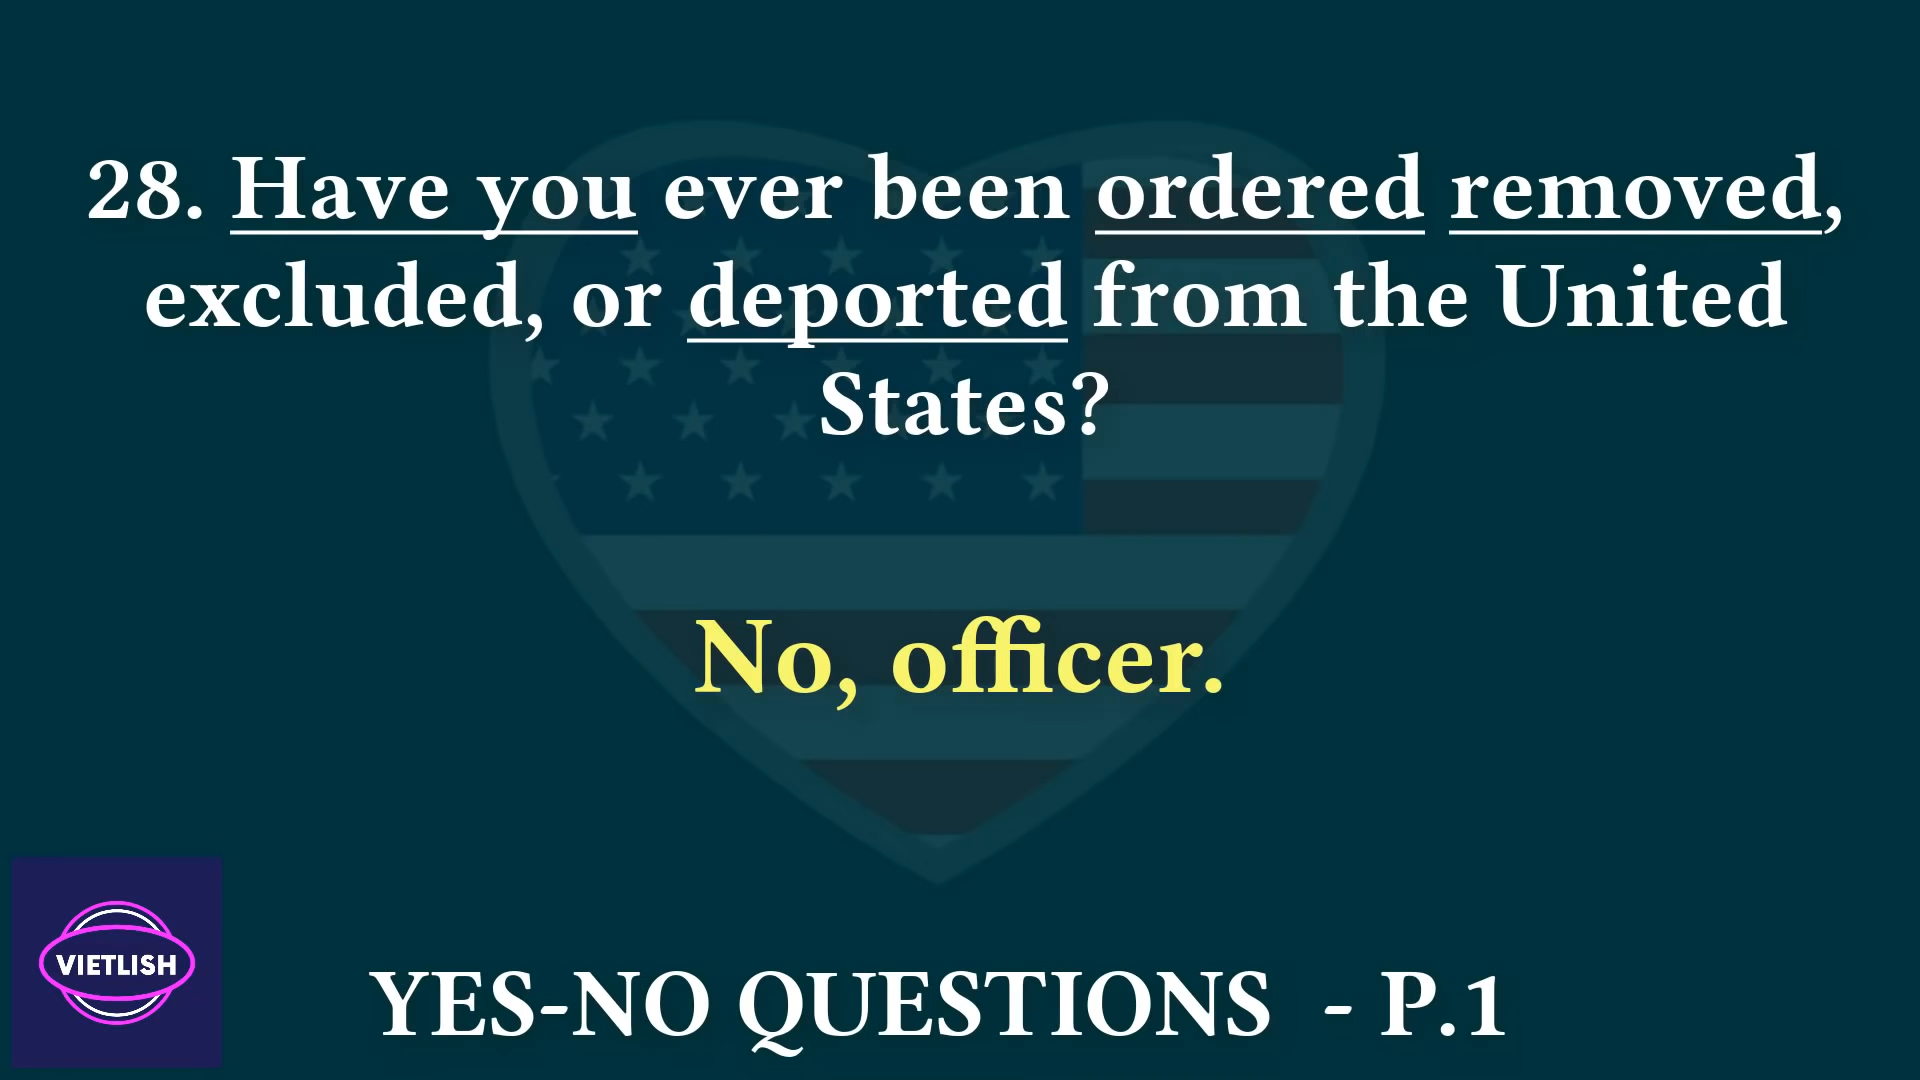 28. Have you ever been ordered removed,
excluded, or deported from the United
States?
No, officer.
VIETLISH
YES-NO QUESTIONS - P.1